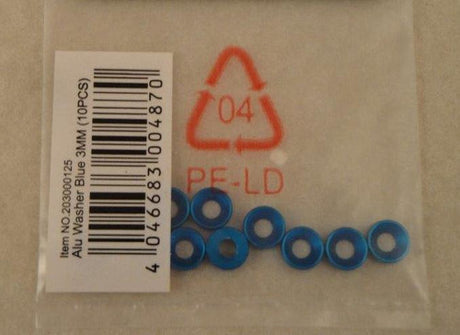 Item NO.203000125
Alu Washer Blue 3MM (10PCS)
4 046683 004870
04
PE-LD